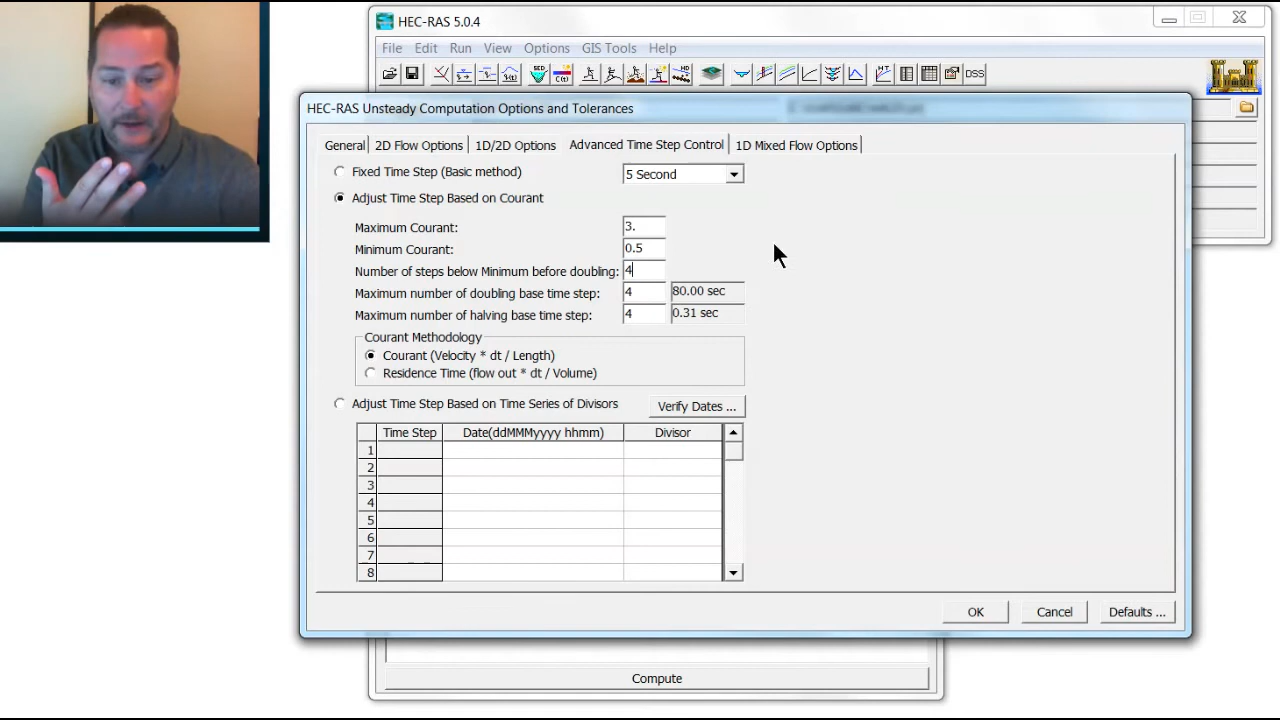 HEC-RAS 5.0.4
File Edit Run View Options GIS Tools Help
DSS
HEC-RAS Unsteady Computation Options and Tolerances
General 2D Flow Options 1D/2D Options Advanced Time Step Control 1D Mixed Flow Options
Fixed Time Step (Basic method) 5 Second
Adjust Time Step Based on Courant
Maximum Courant: 3.
Minimum Courant: 0.5
Number of steps below Minimum before doubling: 4
Maximum number of doubling base time step: 4 80.00 sec
Maximum number of halving base time step: 4 0.31 sec
Courant Methodology
Courant (Velocity * dt / Length)
Residence Time (flow out * dt / Volume)
Adjust Time Step Based on Time Series of Divisors Verify Dates ...
Time Step Date(ddMMMyyyy hhmm) Divisor
1
2
3
4
5
6
7
8
OK Cancel Defaults ...
Compute